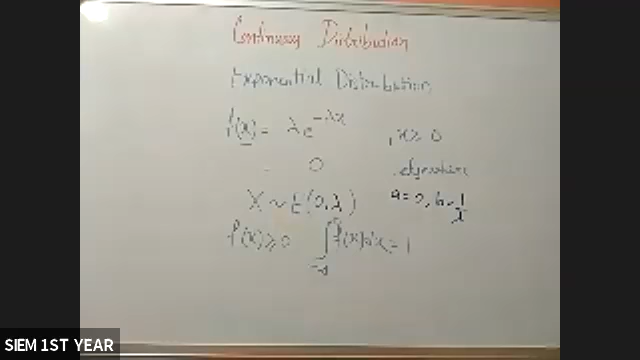 Continuous Distribution
Exponential Distribution
f(x) = λe^{-λx} , x ≥ 0
= 0 , elsewhere
X ~ E(0, λ) a = 0, b = 1/λ
f(x) ≥ 0 ∫_{-∞}^{∞} f(x)dx = 1
SIEM 1ST YEAR